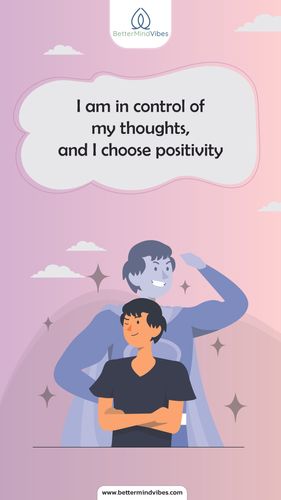 BetterMindVibes
I am in control of
my thoughts,
and I choose positivity
www.bettermindvibes.com